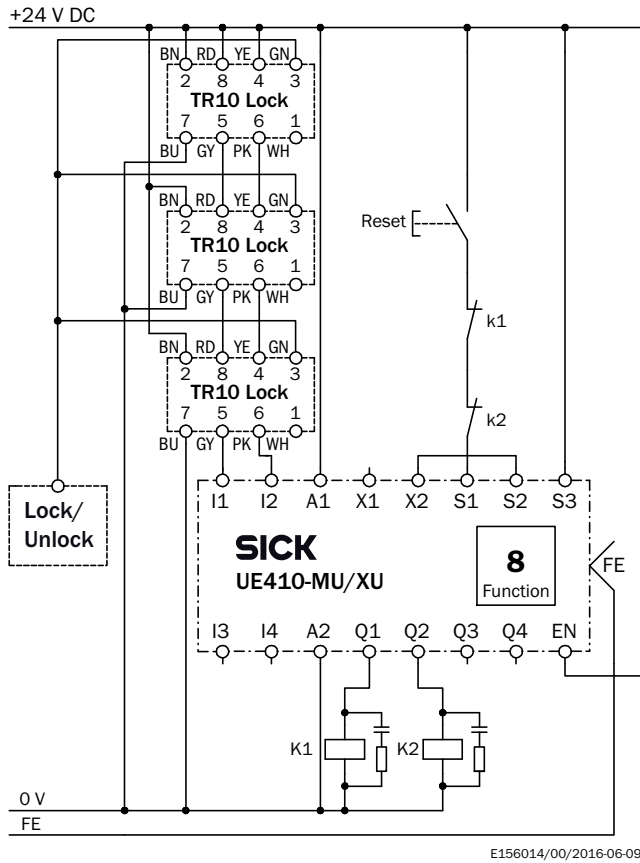 +24 V DC
BN RD YE GN
2 8 4 3
TR10 Lock
7 5 6 1
BU GY PK WH
BN RD YE GN
2 8 4 3
TR10 Lock
7 5 6 1
BU GY PK WH
Reset
k1
BN RD YE GN
2 8 4 3
TR10 Lock
7 5 6 1
BU GY PK WH
k2
I1 I2 A1 X1 X2 S1 S2 S3
Lock/
Unlock
SICK
UE410-MU/XU
8
Function
FE
I3 I4 A2 Q1 Q2 Q3 Q4 EN
K1 K2
0 V
FE
E156014/00/2016-06-09